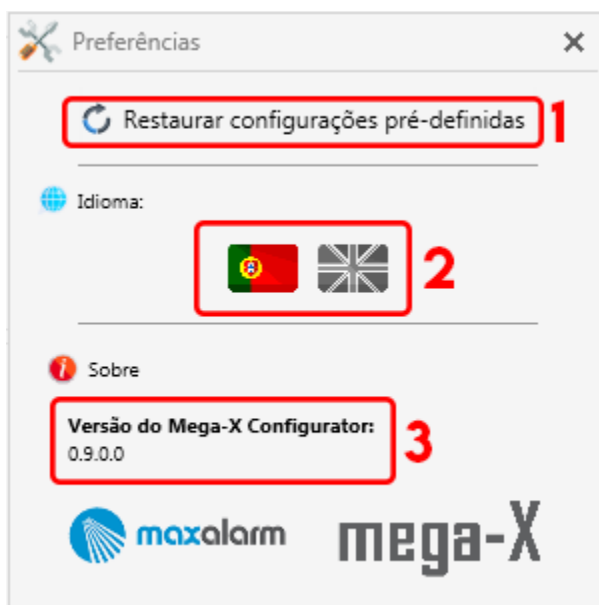 Preferências
Restaurar configurações pré-definidas
1
Idioma:
2
Sobre
Versão do Mega-X Configurator:
0.9.0.0
3
maxalarm
mega-X